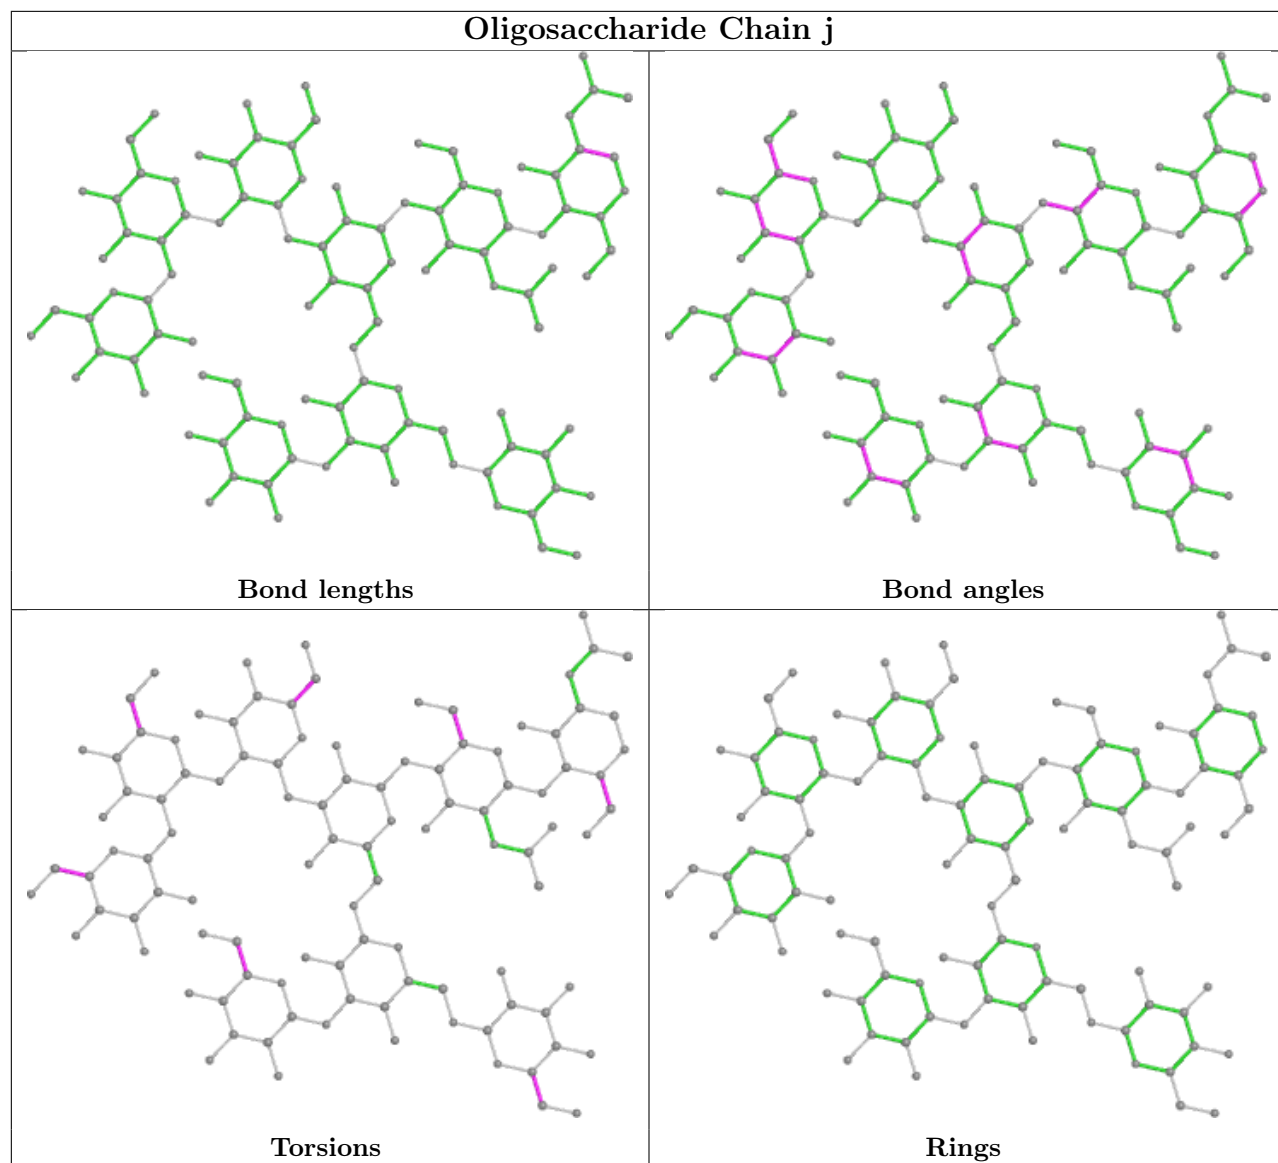 Oligosaccharide Chain j
Bond lengths
Bond angles
Torsions
Rings